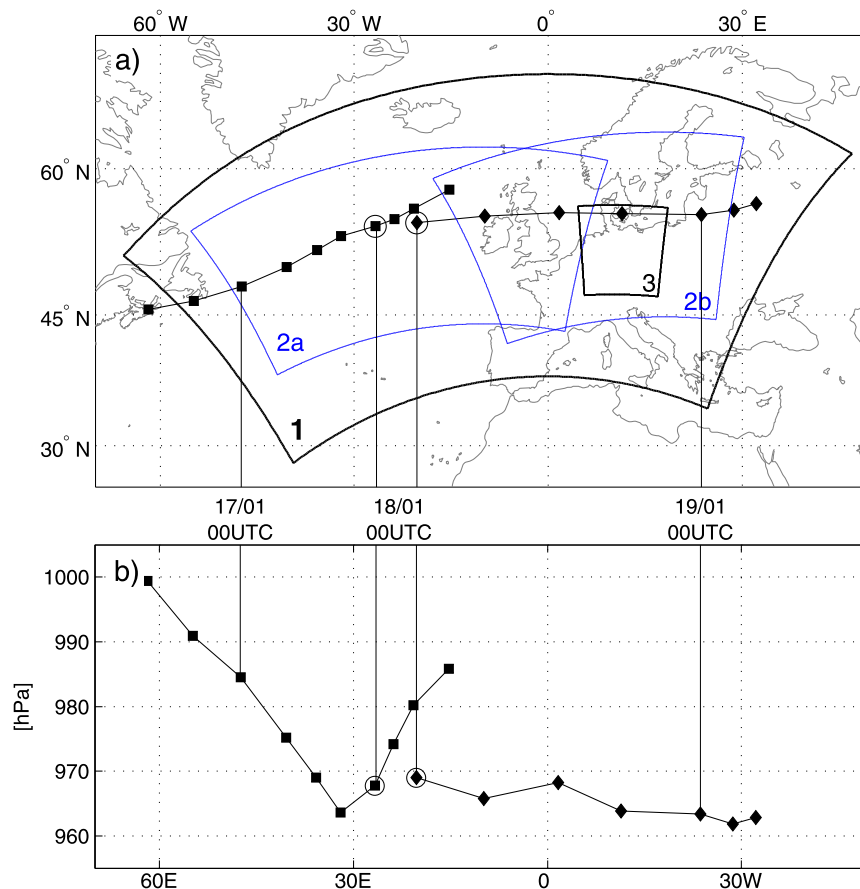 60° W 30° W 0° 30° E
a)
60° N
3
2b
45° N
2a
1
30° N
17/01 18/01 19/01
00UTC 00UTC 00UTC
b)
1000
990
980
[hPa]
970
960
60E 30E 0 30W